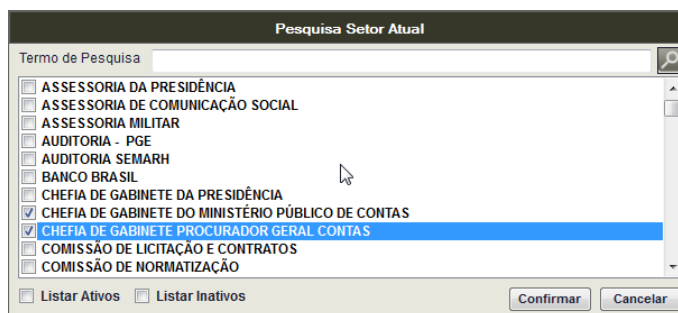 Pesquisa Setor Atual
Termo de Pesquisa
ASSESSORIA DA PRESIDÊNCIA
ASSESSORIA DE COMUNICAÇÃO SOCIAL
ASSESSORIA MILITAR
AUDITORIA - PGE
AUDITORIA SEMARH
BANCO BRASIL
CHEFIA DE GABINETE DA PRESIDÊNCIA
CHEFIA DE GABINETE DO MINISTÉRIO PÚBLICO DE CONTAS
CHEFIA DE GABINETE PROCURADOR GERAL CONTAS
COMISSÃO DE LICITAÇÃO E CONTRATOS
COMISSÃO DE NORMATIZAÇÃO
Listar Ativos Listar Inativos Confirmar Cancelar